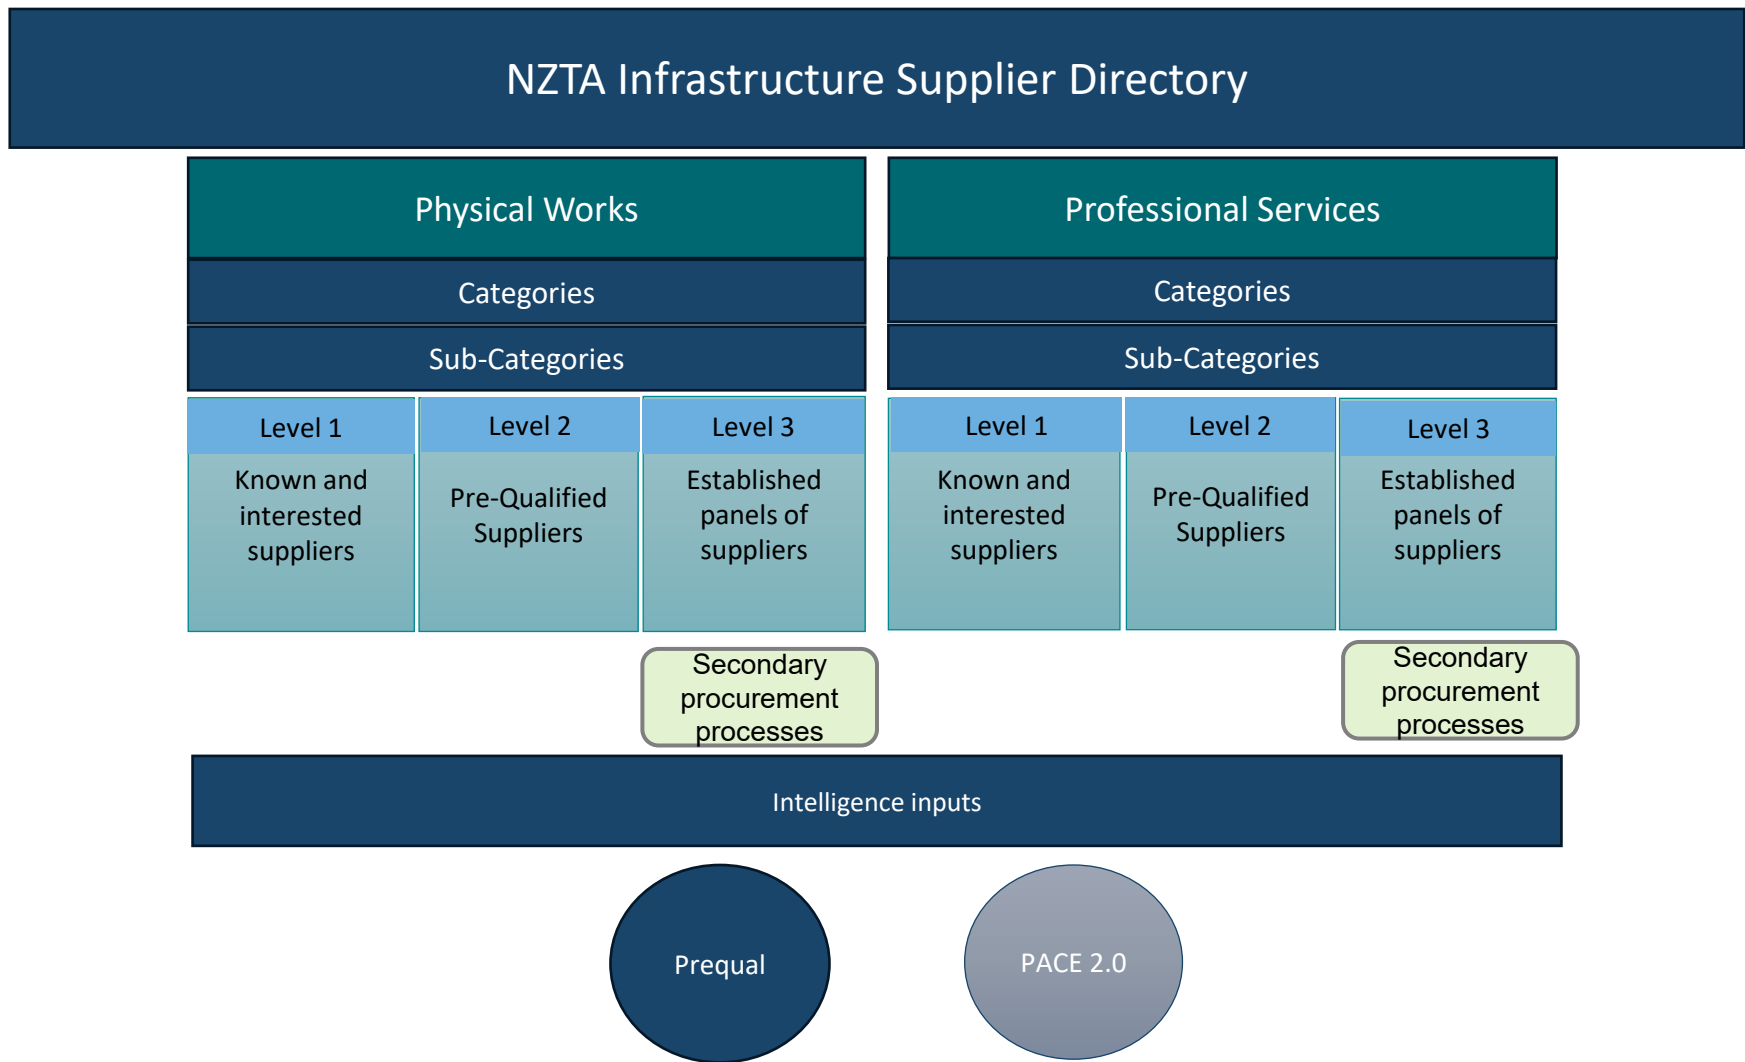 NZTA Infrastructure Supplier Directory
Physical Works
Categories
Sub-Categories
Level 1
Known and
interested
suppliers
Level 2
Pre-Qualified
Suppliers
Level 3
Established
panels of
suppliers
Secondary
procurement
processes
Professional Services
Categories
Sub-Categories
Level 1
Known and
interested
suppliers
Level 2
Pre-Qualified
Suppliers
Level 3
Established
panels of
suppliers
Secondary
procurement
processes
Intelligence inputs
Prequal
PACE 2.0